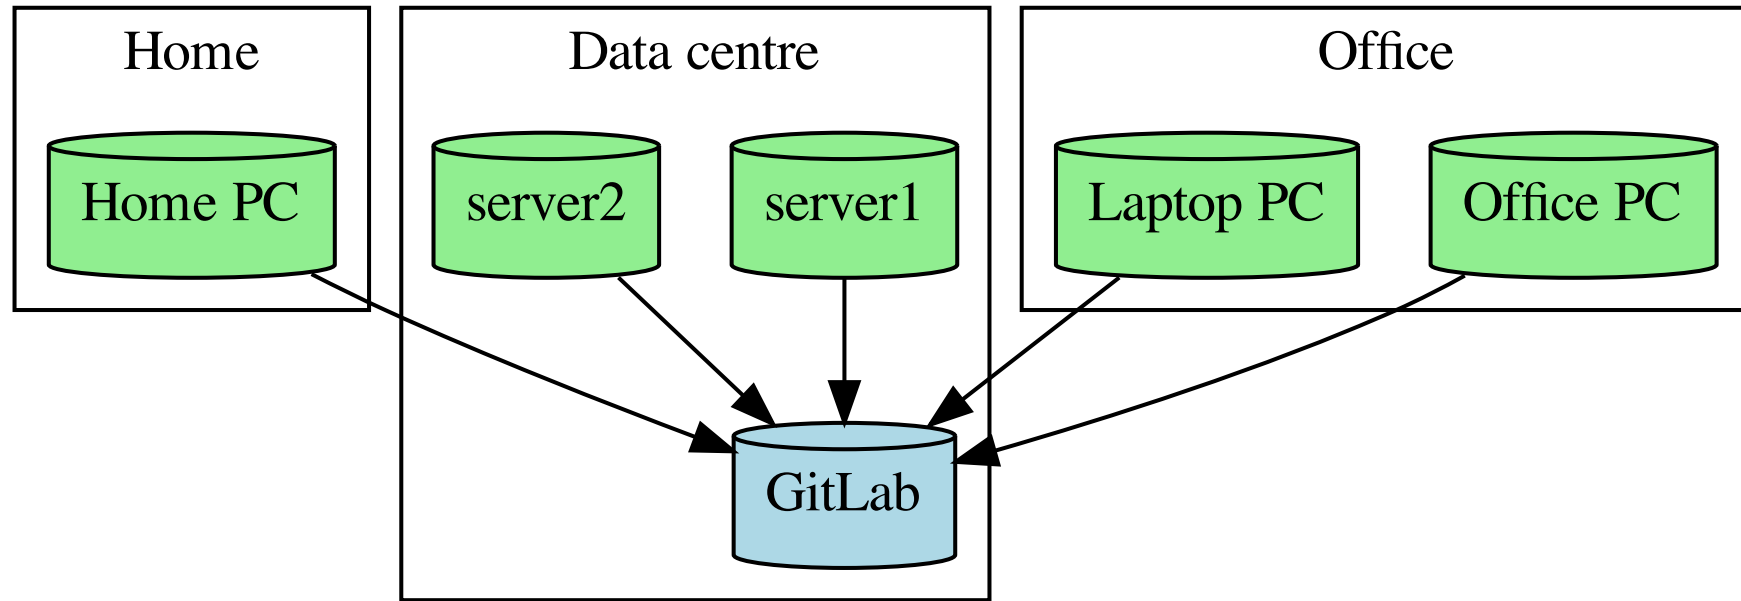 Home
Data centre
Office
Home PC
server2
server1
Laptop PC
Office PC
GitLab